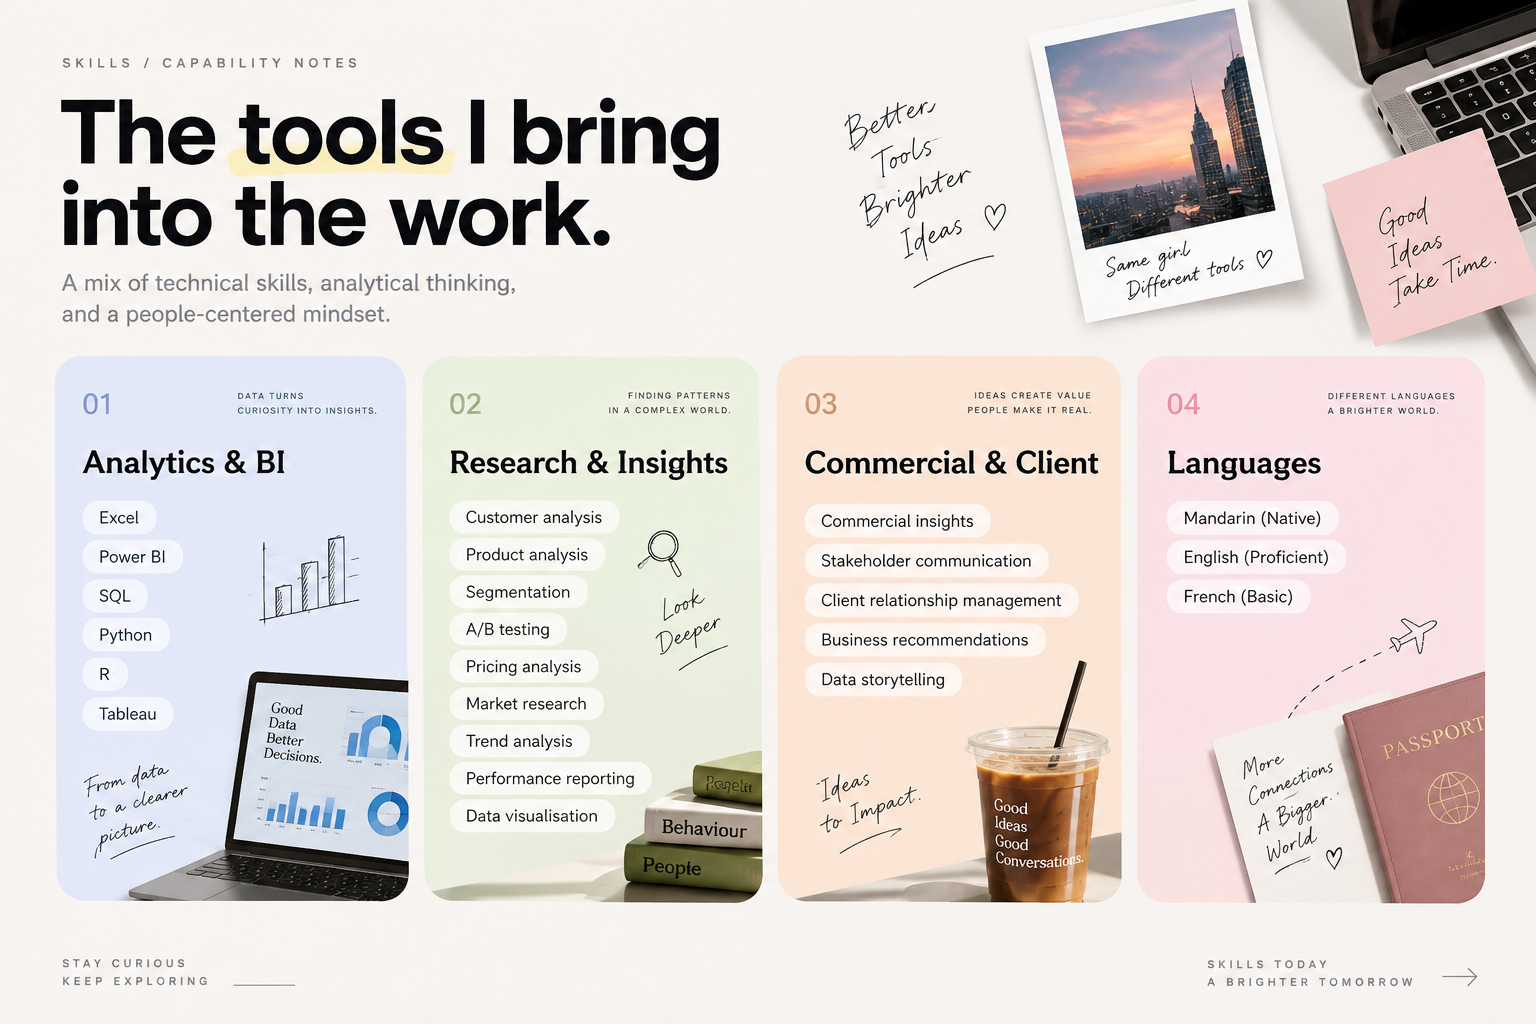 SKILLS / CAPABILITY NOTES
The tools I bring
into the work.
A mix of technical skills, analytical thinking,
and a people-centered mindset.
Better
Tools
Brighter
Ideas
Same girl
Different tools
Good
Ideas
Take Time.
01
DATA TURNS
CURIOSITY INTO INSIGHTS.
Analytics & BI
Excel
Power BI
SQL
Python
R
Tableau
From data
to a clearer
picture.
Good
Data
Better
Decisions.
02
FINDING PATTERNS
IN A COMPLEX WORLD.
Research & Insights
Customer analysis
Product analysis
Segmentation
A/B testing
Pricing analysis
Market research
Trend analysis
Performance reporting
Data visualisation
Look
Deeper
Behaviour
People
03
IDEAS CREATE VALUE
PEOPLE MAKE IT REAL.
Commercial & Client
Commercial insights
Stakeholder communication
Client relationship management
Business recommendations
Data storytelling
Ideas
to Impact.
Good
Ideas
Good
Conversations.
04
DIFFERENT LANGUAGES
A BRIGHTER WORLD.
Languages
Mandarin (Native)
English (Proficient)
French (Basic)
More
Connections
A Bigger
World
PASSPORT
STAY CURIOUS
KEEP EXPLORING
SKILLS TODAY
A BRIGHTER TOMORROW